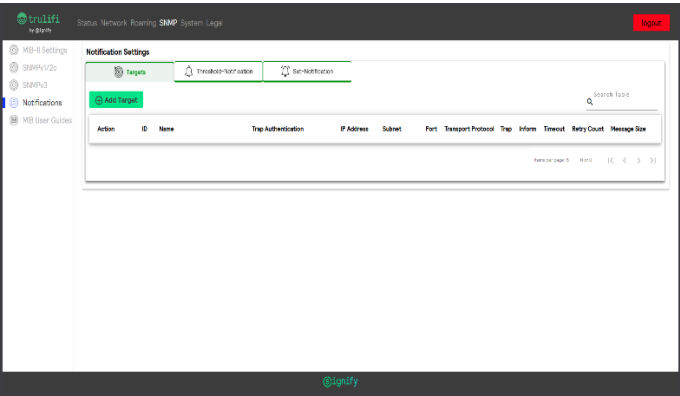 trulifi
by Signify
Status Network Roaming SNMP System Legal
logout
MIB-II Settings
SNMPv1/2c
SNMPv3
Notifications
MIB User Guides
Notification Settings
Targets
Threshold-Notification
Set-Notification
Add Target
Search Table
Action ID Name Trap Authentication IP Address Subnet Port Transport Protocol Trap Inform Timeout Retry Count Message Size
Items per page: 5
0 of 0
Signify